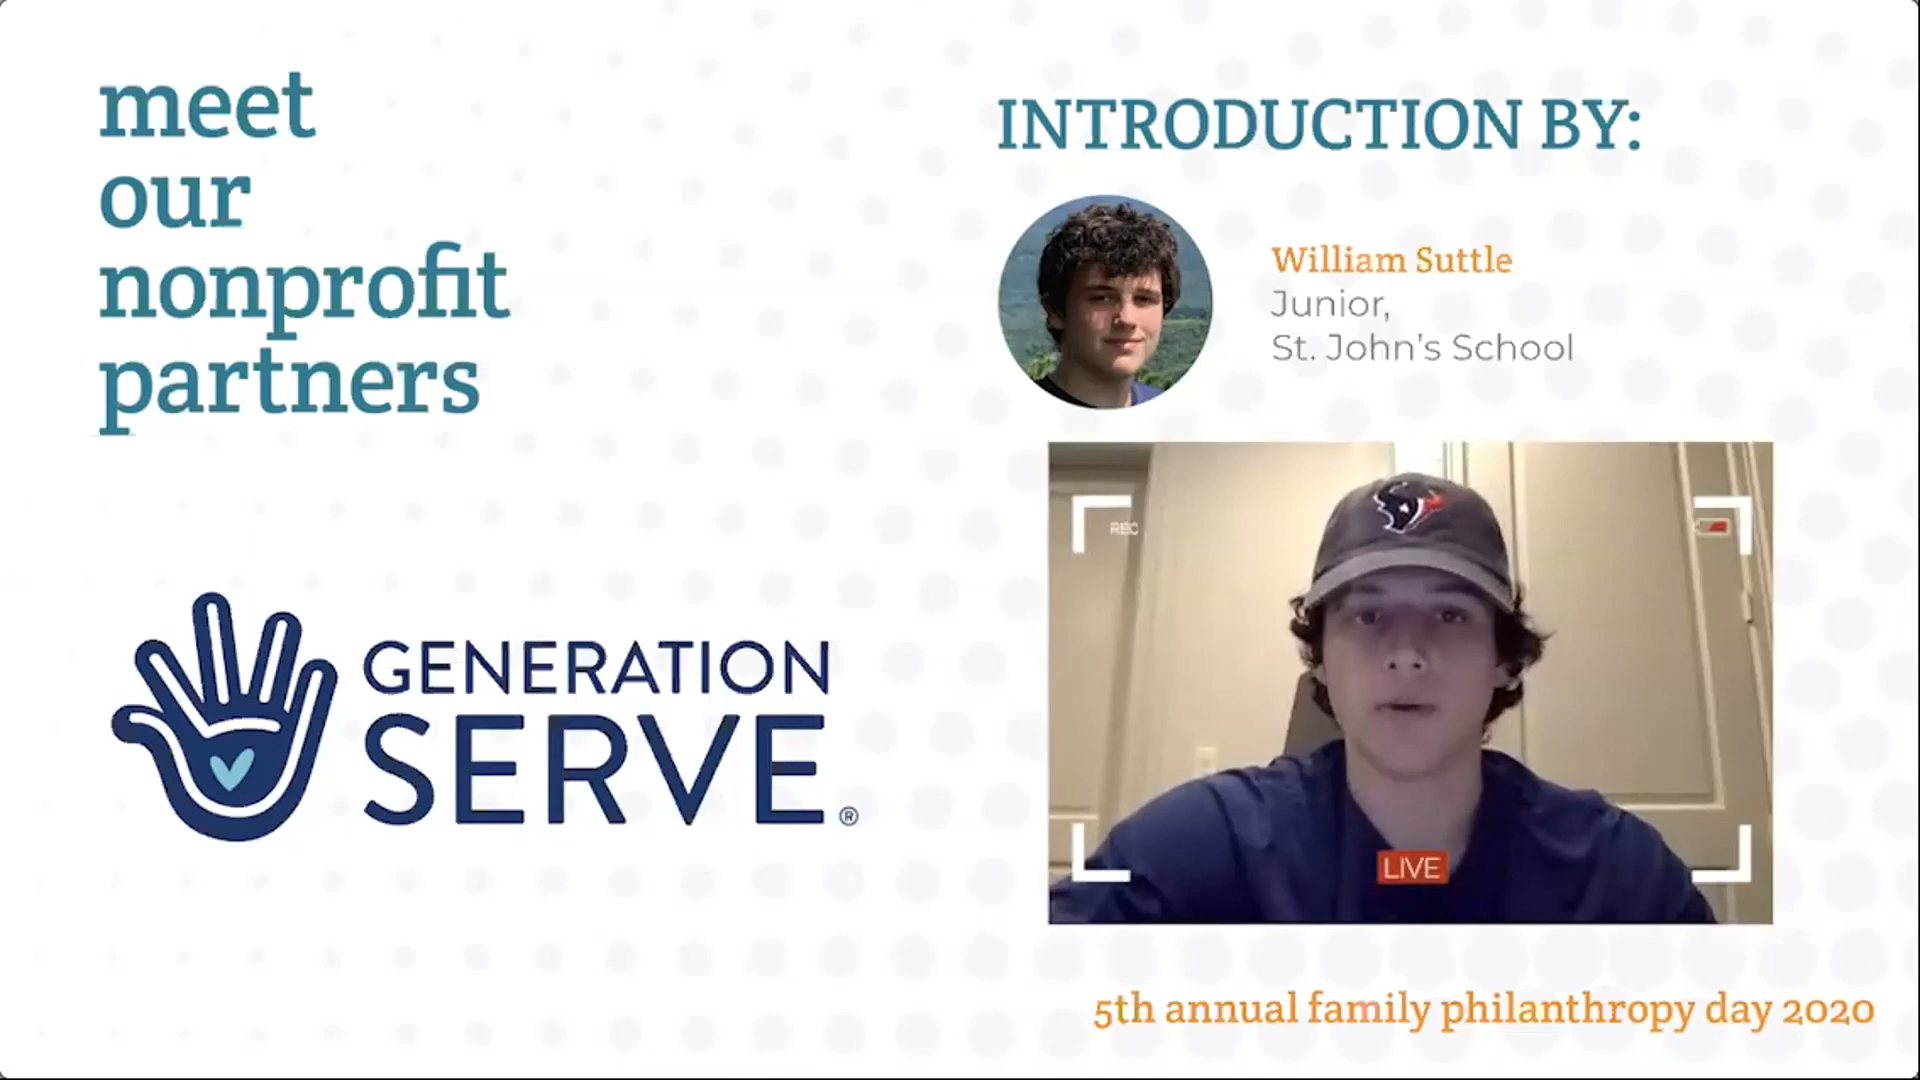 meet
our
nonprofit
partners
GENERATION
SERVE®
INTRODUCTION BY:
William Suttle
Junior,
St. John's School
REC
LIVE
5th annual family philanthropy day 2020